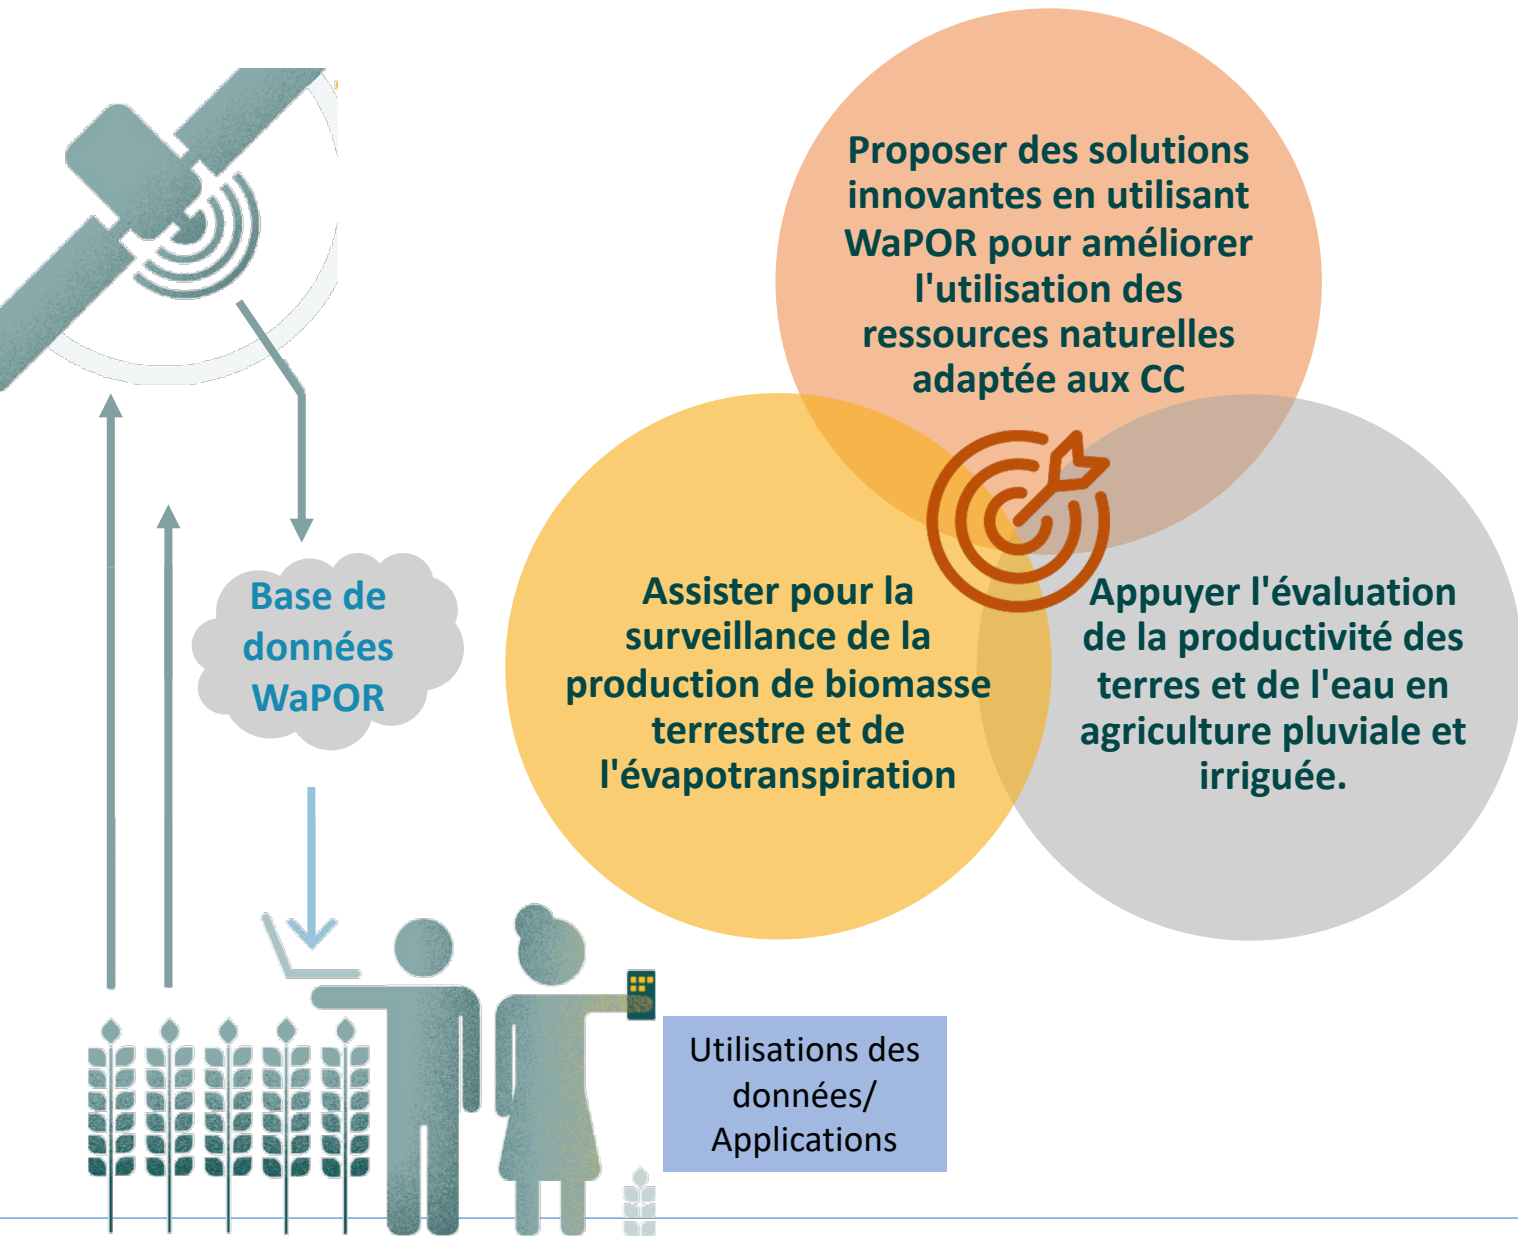 Proposer des solutions
innovantes en utilisant
WaPOR pour améliorer
l'utilisation des
ressources naturelles
adaptée aux CC
Base de
données
WaPOR
Assister pour la
surveillance de la
production de biomasse
terrestre et de
l'évapotranspiration
Appuyer l'évaluation
de la productivité des
terres et de l'eau en
agriculture pluviale et
irriguée.
Utilisations des
données/
Applications